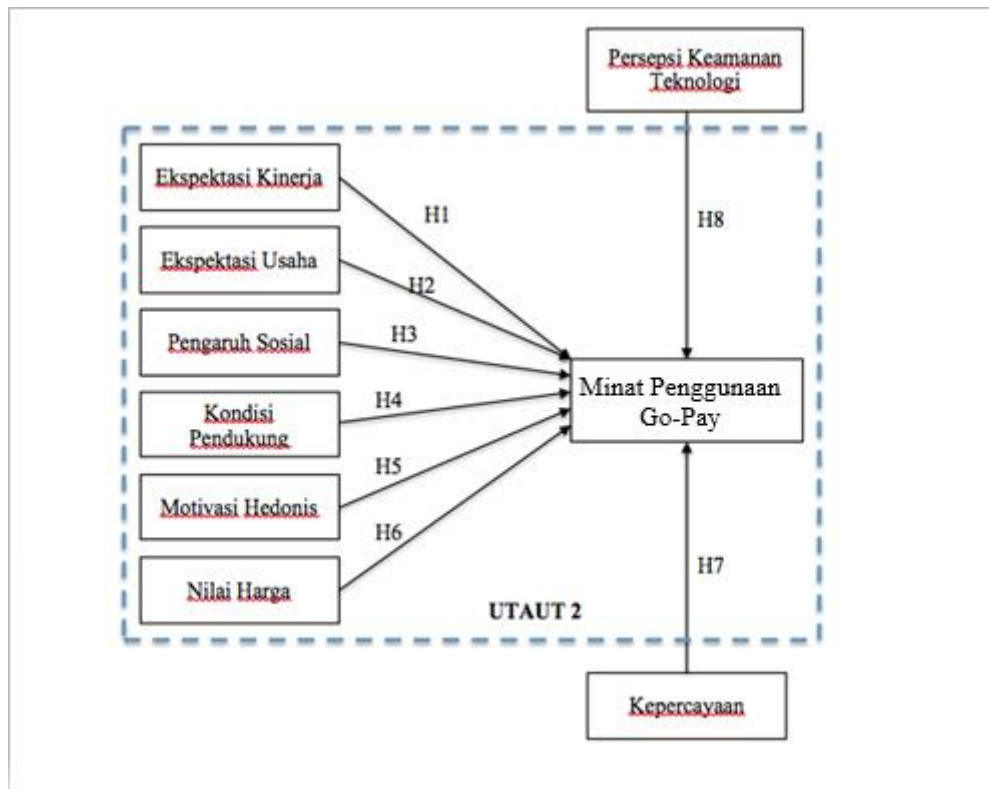 Persepsi Keamanan
Teknologi
Ekspektasi Kinerja
H1
H8
Ekspektasi Usaha
H2
Pengaruh Sosial
H3
Minat Penggunaan
Go-Pay
Kondisi
Pendukung
H4
H5
Motivasi Hedonis
H6
H7
Nilai Harga
UTAUT 2
Kepercayaan